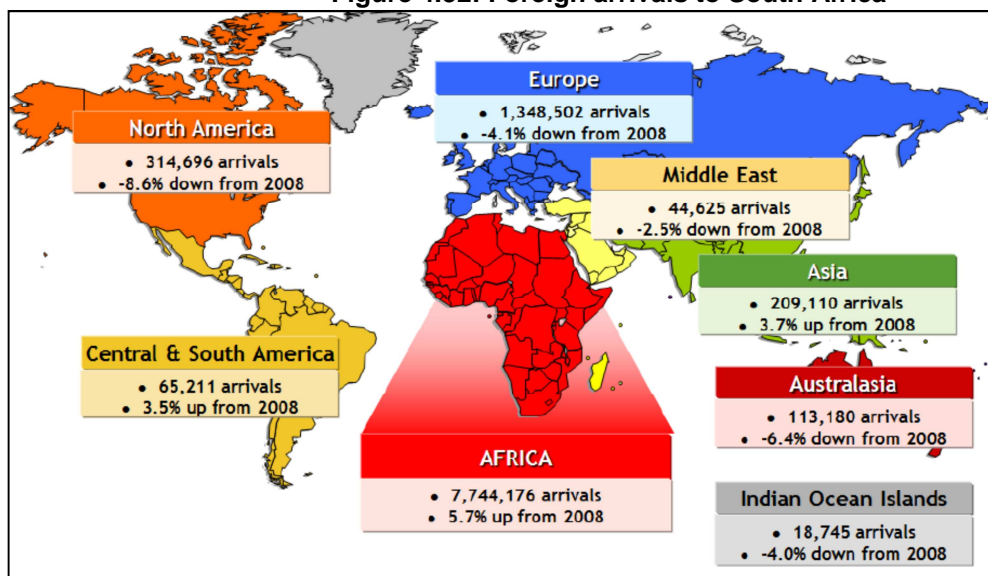 Figure 4.32: Foreign arrivals to South Africa
Europe
• 1,348,502 arrivals
• -4.1% down from 2008
North America
• 314,696 arrivals
• -8.6% down from 2008
Middle East
• 44,625 arrivals
• -2.5% down from 2008
Asia
• 209,110 arrivals
• 3.7% up from 2008
Central & South America
• 65,211 arrivals
• 3.5% up from 2008
Australasia
• 113,180 arrivals
• -6.4% down from 2008
AFRICA
• 7,744,176 arrivals
• 5.7% up from 2008
Indian Ocean Islands
• 18,745 arrivals
• -4.0% down from 2008